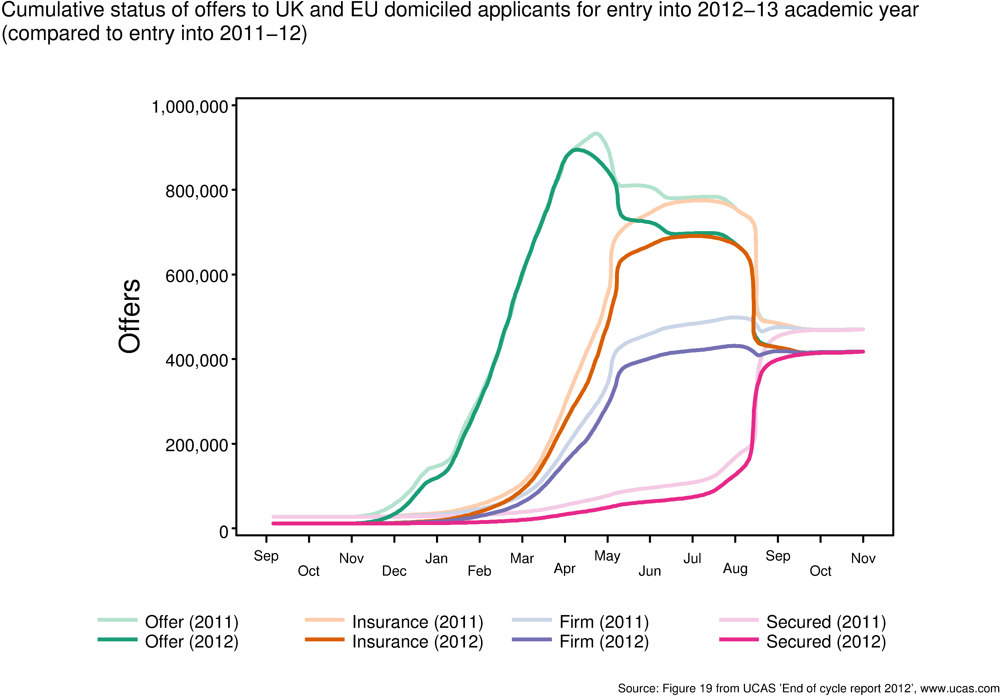 Cumulative status of offers to UK and EU domiciled applicants for entry into 2012−13 academic year
(compared to entry into 2011−12)
1,000,000
800,000
600,000
400,000
200,000
0
Offers
Sep
Oct
Nov
Dec
Jan
Feb
Mar
Apr
May
Jun
Jul
Aug
Sep
Oct
Nov
Offer (2011)
Offer (2012)
Insurance (2011)
Insurance (2012)
Firm (2011)
Firm (2012)
Secured (2011)
Secured (2012)
Source: Figure 19 from UCAS 'End of cycle report 2012', www.ucas.com